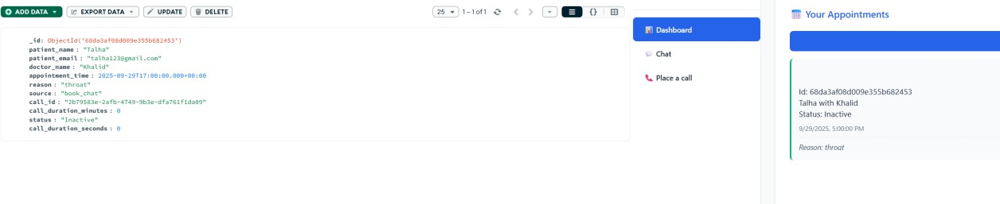 ADD DATA EXPORT DATA UPDATE DELETE 25 1 – 1 of 1 {}
_id: ObjectId('68da3af08d009e355b682453')
patient_name : "Talha"
patient_email : "talha123@gmail.com"
doctor_name : "Khalid"
appointment_time : 2025-09-29T17:00:00.000+00:00
reason : "throat"
source : "book_chat"
call_id : "2b79583e-2afb-4749-9b3e-dfa761f1da09"
call_duration_minutes : 0
status : "Inactive"
call_duration_seconds : 0
Dashboard
Chat
Place a call
Your Appointments
Id: 68da3af08d009e355b682453
Talha with Khalid
Status: Inactive
9/29/2025, 5:00:00 PM
Reason: throat